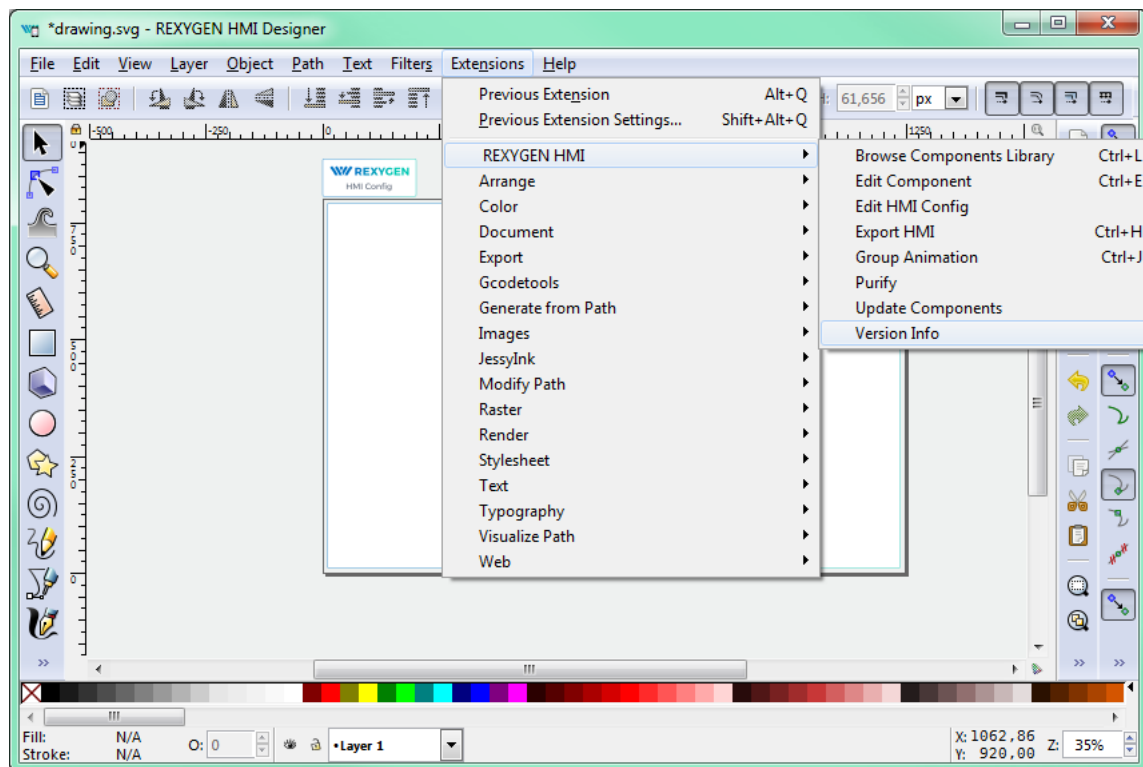 *drawing.svg - REXYGEN HMI Designer
File Edit View Layer Object Path Text Filters Extensions Help
61,656 px
Previous Extension Alt+Q
Previous Extension Settings... Shift+Alt+Q
REXYGEN HMI
Arrange
Color
Document
Export
Gcodetools
Generate from Path
Images
JessyInk
Modify Path
Raster
Render
Stylesheet
Text
Typography
Visualize Path
Web
Browse Components Library Ctrl+L
Edit Component Ctrl+E
Edit HMI Config
Export HMI Ctrl+H
Group Animation Ctrl+J
Purify
Update Components
Version Info
-500 -250 0 1250
750
500
250
0
REXYGEN
HMI Config
Fill: N/A
Stroke: N/A
O: 0
•Layer 1
X: 1062,86
Y: 920,00
Z: 35%